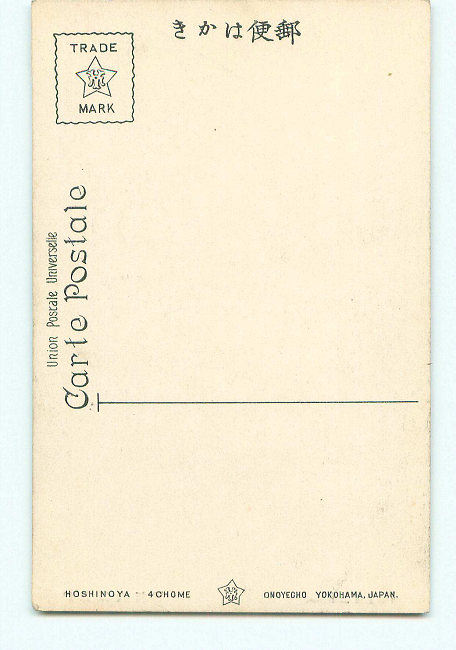 きかは便郵
TRADE
MARK
Union Postale Universelle
Carte Postale
HOSHINOYA 4CHOME ONOYECHO YOKOHAMA, JAPAN.